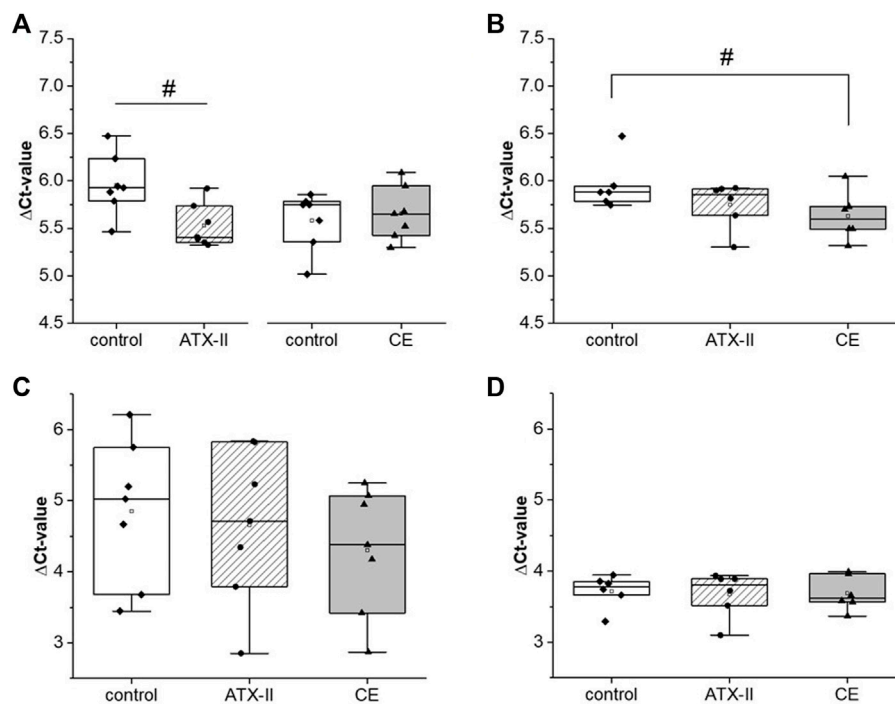 A
ΔCt-value
7.5
7.0
6.5
6.0
5.5
5.0
4.5
#
control ATX-II control CE
B
ΔCt-value
7.5
7.0
6.5
6.0
5.5
5.0
4.5
#
control ATX-II CE
C
ΔCt-value
6
5
4
3
control ATX-II CE
D
ΔCt-value
6
5
4
3
control ATX-II CE